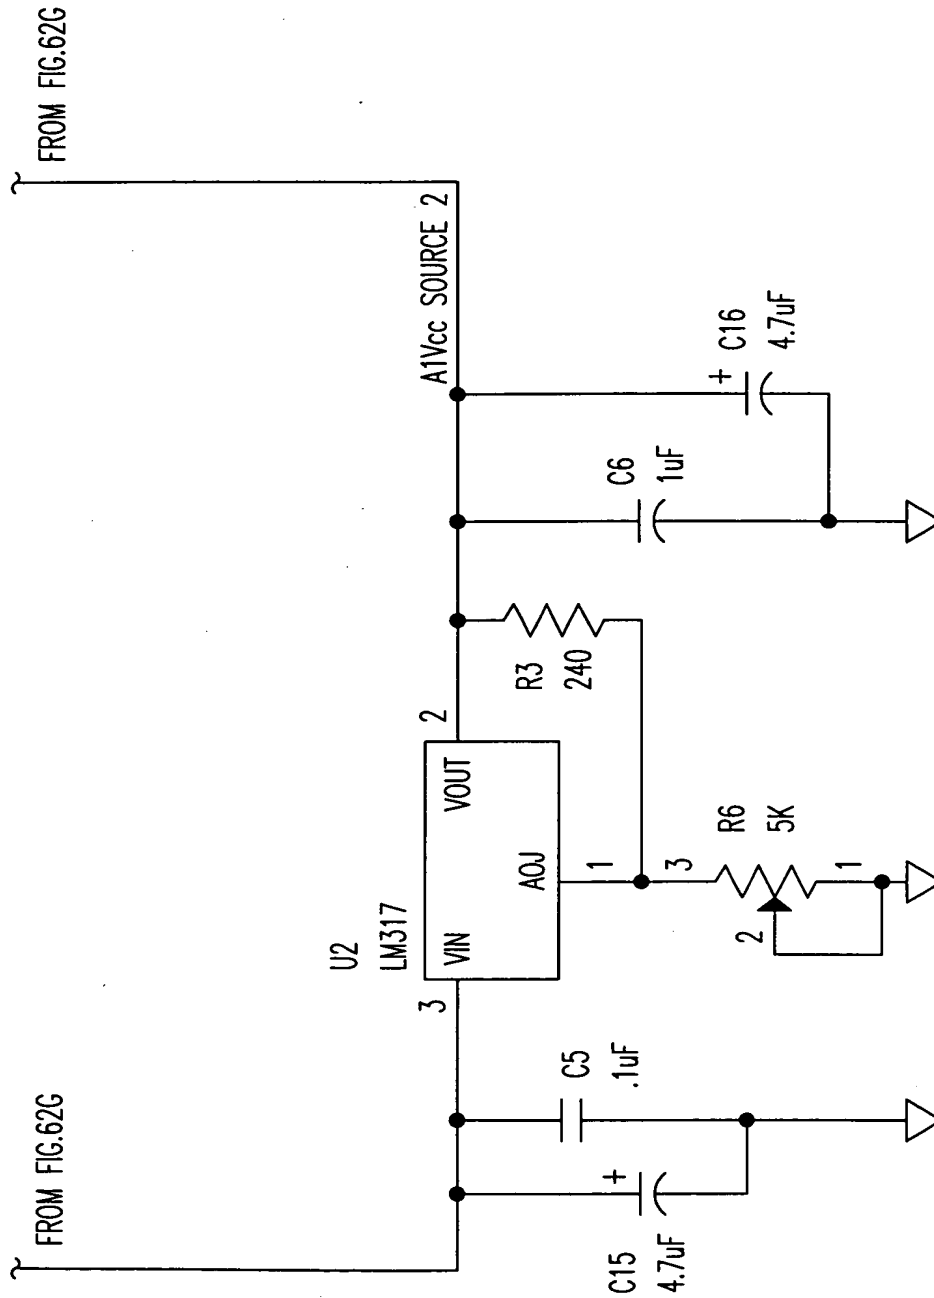 FROM FIG.62G
FROM FIG.62G
U2
LM317
3
VIN
VOUT
2
AOJ
1
A1Vcc SOURCE 2
C15
4.7uF
+
C5
.1uF
3
R6
5K
2
1
R3
240
C6
1uF
+
C16
4.7uF